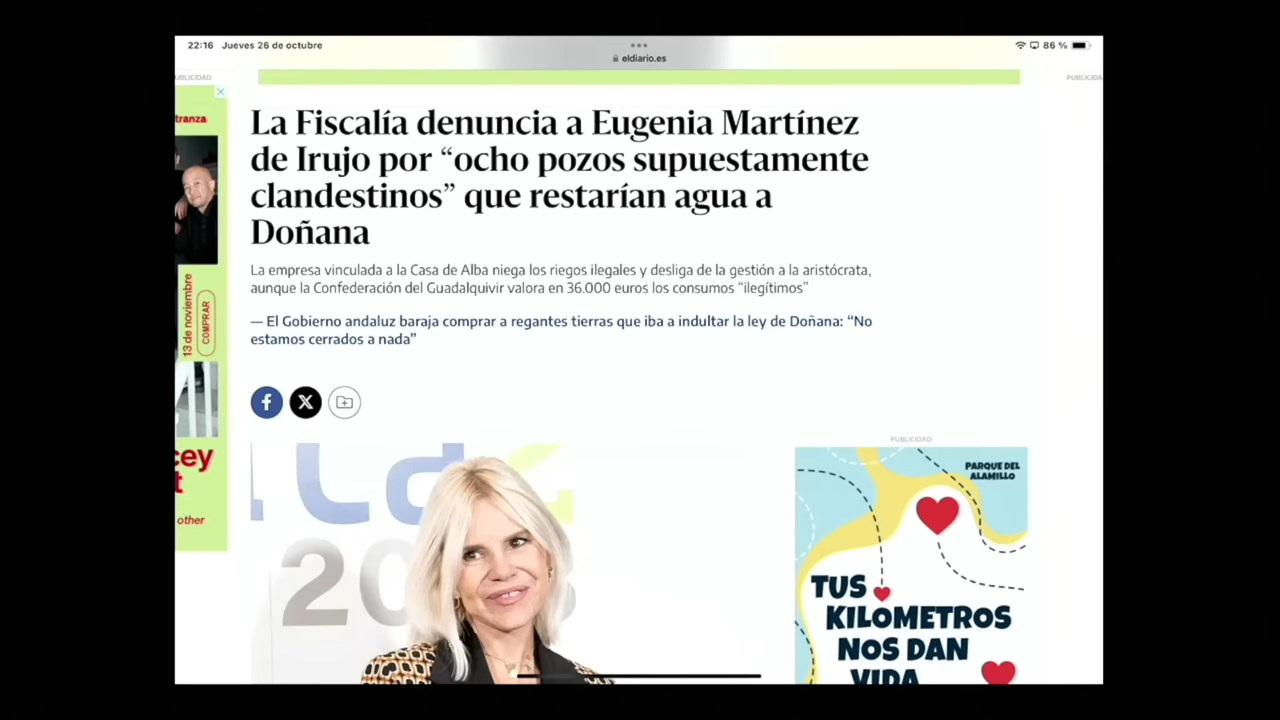 22:16 Jueves 26 de octubre
86 %
eldiario.es
PUBLICIDAD
tranza
La Fiscalía denuncia a Eugenia Martínez
de Irujo por “ocho pozos supuestamente
clandestinos” que restarían agua a
Doñana
La empresa vinculada a la Casa de Alba niega los riegos ilegales y desliga de la gestión a la aristócrata,
aunque la Confederación del Guadalquivir valora en 36.000 euros los consumos “ilegítimos”
— El Gobierno andaluz baraja comprar a regantes tierras que iba a indultar la ley de Doñana: “No
estamos cerrados a nada”
13 de noviembre
COMPRAR
cey
t
other
20
PUBLICIDAD
PARQUE DEL
ALAMILLO
TUS
KILOMETROS
NOS DAN
VIDA